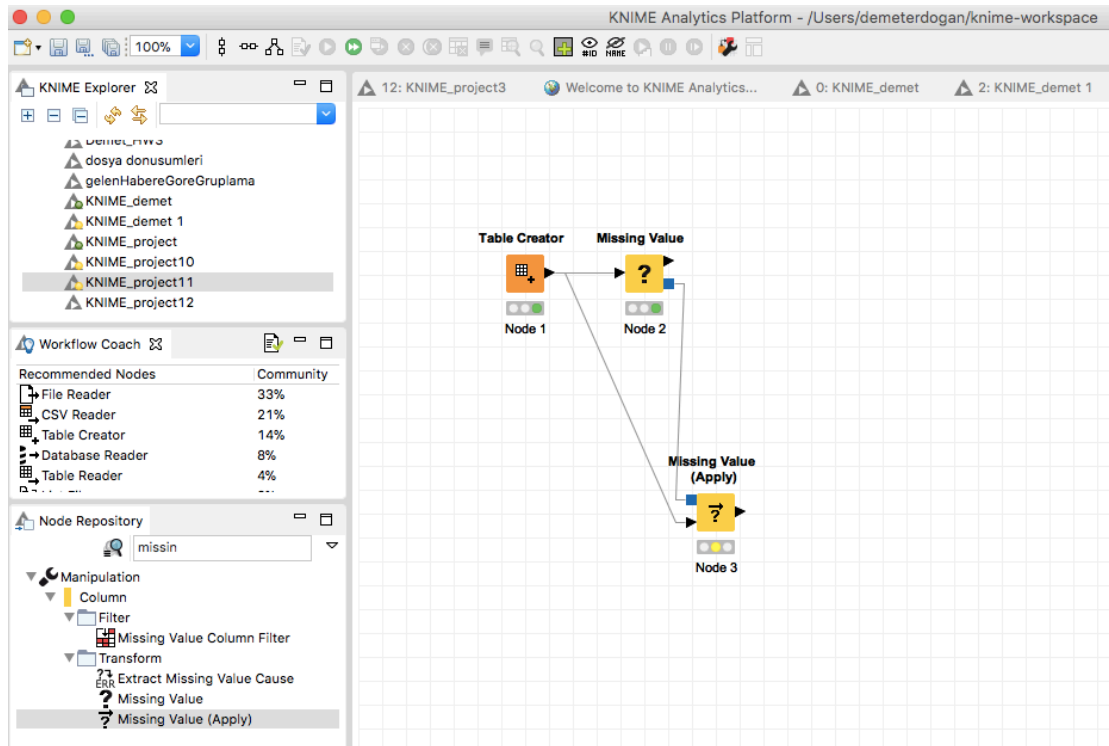 KNIME Analytics Platform - /Users/demeterdogan/knime-workspace
100%
#ID NAME
KNIME Explorer
12: KNIME_project3 Welcome to KNIME Analytics... 0: KNIME_demet 2: KNIME_demet 1
Demet_HW3
dosya donusumleri
gelenHabereGoreGruplama
KNIME_demet
KNIME_demet 1
KNIME_project
KNIME_project10
KNIME_project11
KNIME_project12
Table Creator Missing Value
?
Node 1 Node 2
Missing Value
(Apply)
?
Node 3
Workflow Coach
Recommended Nodes Community
File Reader 33%
CSV Reader 21%
Table Creator 14%
Database Reader 8%
Table Reader 4%
Node Repository
missin
Manipulation
Column
Filter
Missing Value Column Filter
Transform
?? ERR Extract Missing Value Cause
? Missing Value
? Missing Value (Apply)